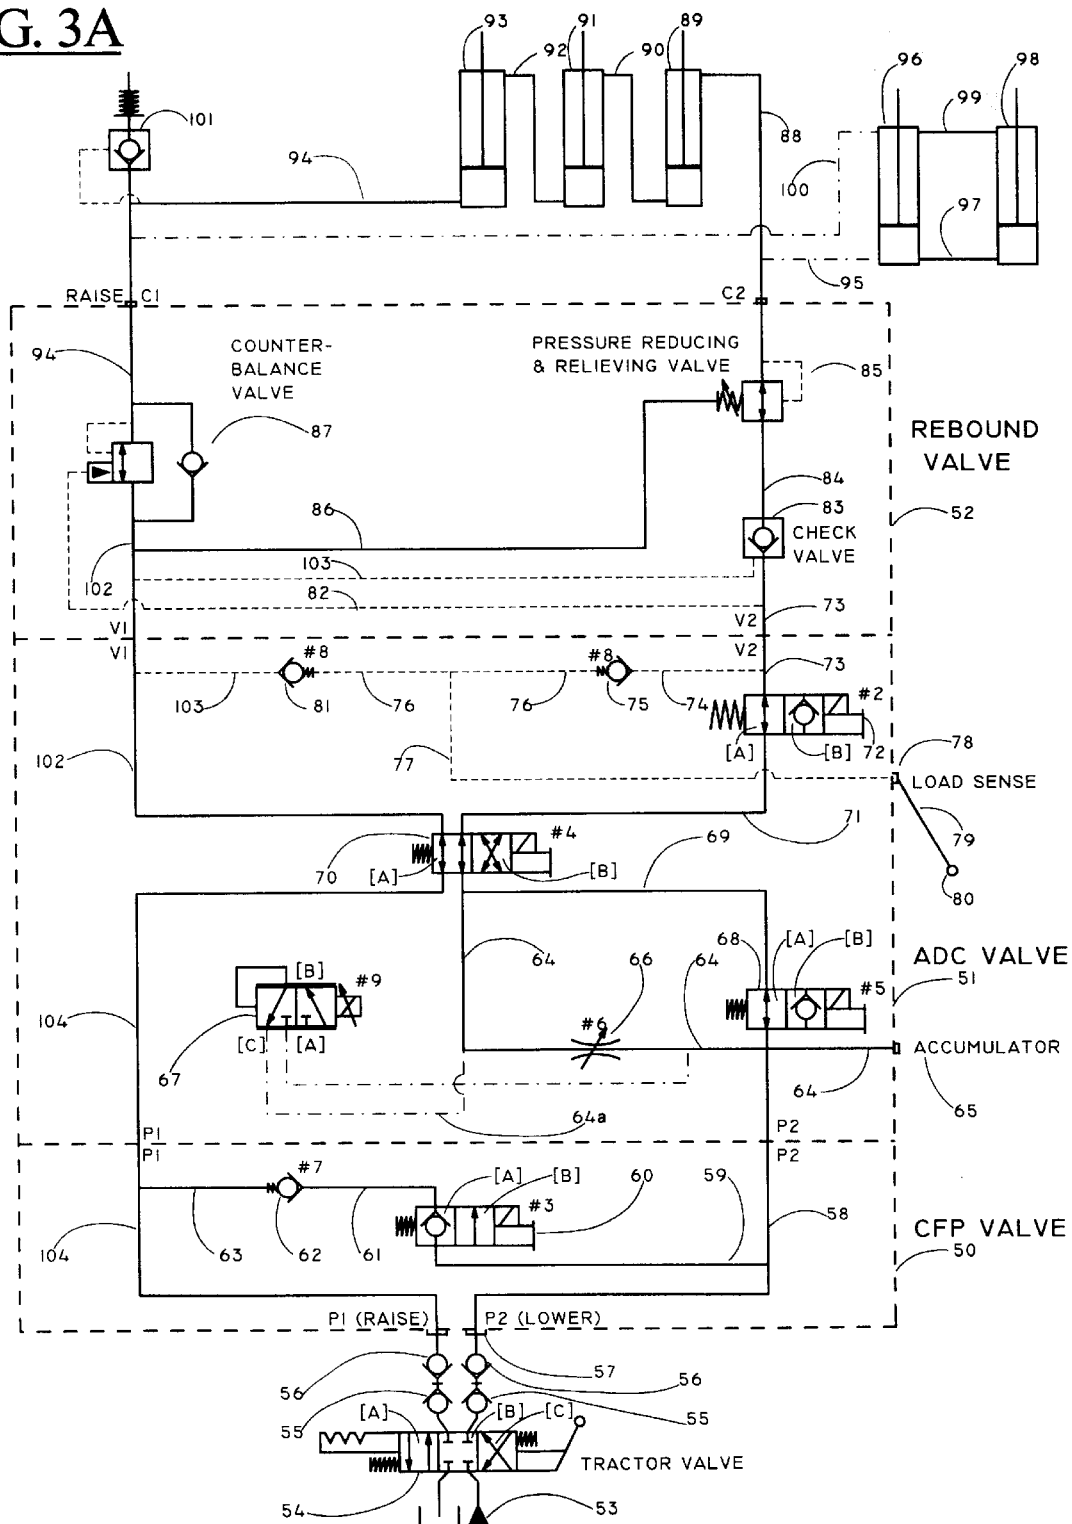 G. 3A
93
91
89
92
90
96
98
99
101
88
94
100
97
95
RAISE C1
C2
94
COUNTER-
BALANCE
VALVE
PRESSURE REDUCING
& RELIEVING VALVE
85
87
REBOUND
VALVE
84
86
83
52
CHECK
VALVE
103
102
82
73
V1
V2
V1
V2
#8
#8
73
#2
103
81
76
76
75
74
[A]
[B]
72
78
102
77
LOAD SENSE
71
79
#4
69
70
[A]
[B]
80
68
[A]
[B]
ADC VALVE
[B]
#9
64
66
64
#5
51
104
#6
[C]
[A]
ACCUMULATOR
67
64
65
64a
P1
P2
P1
P2
#7
[A]
[B]
60
59
#3
58
CFP VALVE
104
63
62
61
50
P1 (RAISE)
P2 (LOWER)
57
56
56
55
55
[A]
[B]
[C]
TRACTOR VALVE
54
53